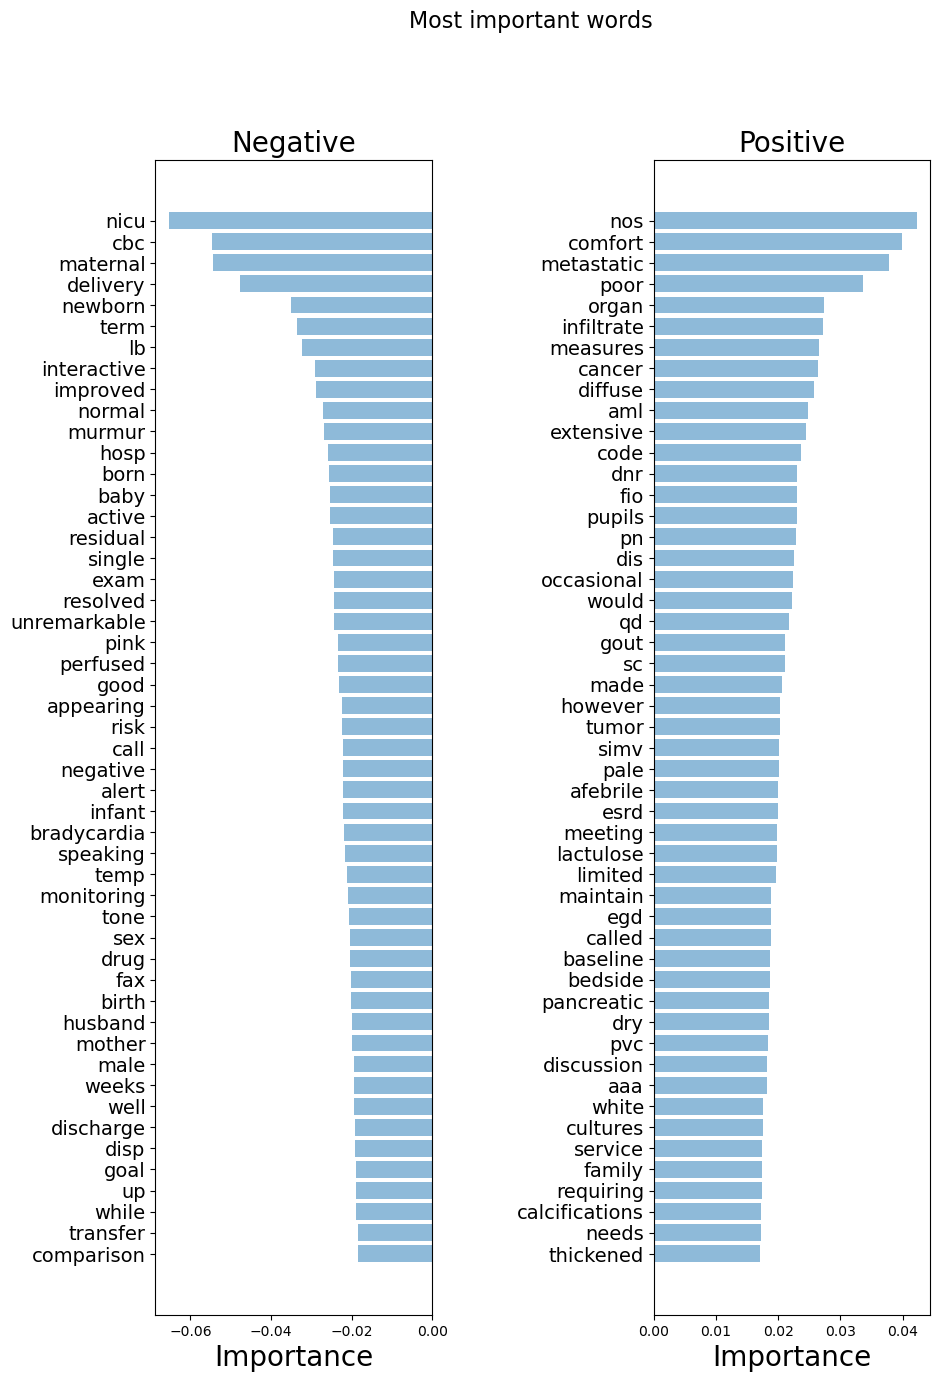 Most important words
Negative
nicu
cbc
maternal
delivery
newborn
term
lb
interactive
improved
normal
murmur
hosp
born
baby
active
residual
single
exam
resolved
unremarkable
pink
perfused
good
appearing
risk
call
negative
alert
infant
bradycardia
speaking
temp
monitoring
tone
sex
drug
fax
birth
husband
mother
male
weeks
well
discharge
disp
goal
up
while
transfer
comparison
−0.06 −0.04 −0.02 0.00
Importance
Positive
nos
comfort
metastatic
poor
organ
infiltrate
measures
cancer
diffuse
aml
extensive
code
dnr
fio
pupils
pn
dis
occasional
would
qd
gout
sc
made
however
tumor
simv
pale
afebrile
esrd
meeting
lactulose
limited
maintain
egd
called
baseline
bedside
pancreatic
dry
pvc
discussion
aaa
white
cultures
service
family
requiring
calcifications
needs
thickened
0.00 0.01 0.02 0.03 0.04
Importance